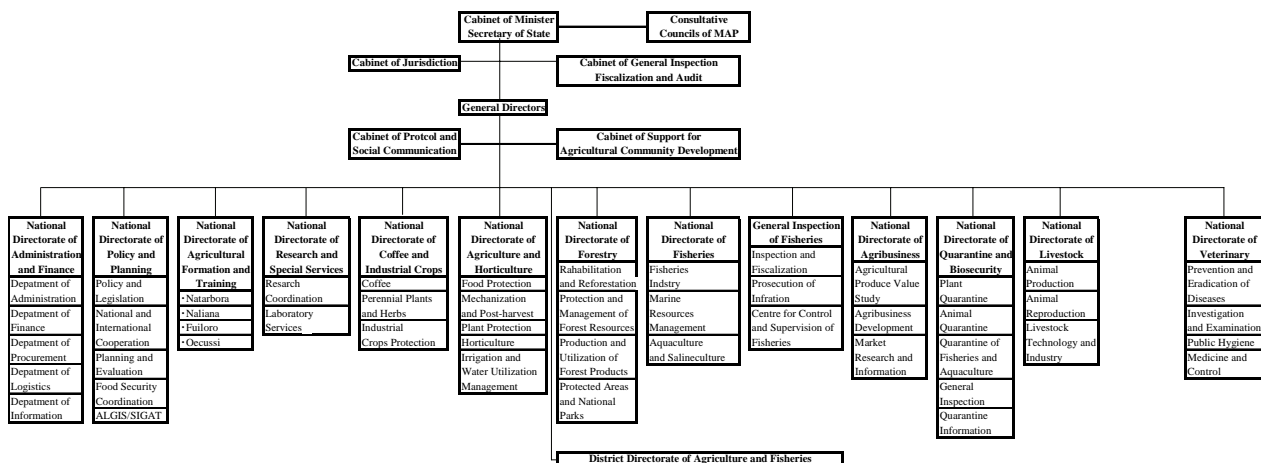 Cabinet of Minister
Secretary of State
Consultative
Councils of MAP
Cabinet of Jurisdiction
Cabinet of General Inspection
Fiscalization and Audit
General Directors
Cabinet of Protcol and
Social Communication
Cabinet of Support for
Agricultural Community Development
National
Directorate of
Administration
and Finance
Depatment of
Administration
Department of
Finance
Depatment of
Procurement
Depatment of
Logistics
Depatment of
Information
National
Directorate of
Policy and
Planning
Policy and
Legislation
National and
International
Cooperation
Planning and
Evaluation
Food Security
Coordination
ALGIS/SIGAT
National
Directorate of
Agricultural
Formation and
Training
・Natarbora
・Naliana
・Fuiloro
・Oecussi
National
Directorate of
Research and
Special Services
Resarch
Coordination
Laboratory
Services
National
Directorate of
Coffee and
Industrial Crops
Coffee
Perennial Plants
and Herbs
Industrial
Crops Protection
National
Directorate of
Agriculture and
Horticulture
Food Protection
Mechanization
and Post-harvest
Plant Protection
Horticulture
Irrigation and
Water Utilization
Management
National
Directorate of
Forestry
Rahabilitation
and Reforestation
Protection and
Management of
Forest Resources
Production and
Utilization of
Forest Products
Protected Areas
and National
Parks
National
Directorate of
Fisheries
Fisheries
Indstry
Marine
Resources
Management
Aquaculture
and Salineculture
General Inspection
of Fisheries
Inspection and
Fiscalization
Prosecution of
Infration
Centre for Control
and Supervision of
Fisheries
National
Directorate of
Agribusiness
Agricultural
Produce Value
Study
Agribusiness
Development
Market
Research and
Information
National
Directorate of
Quarantine and
Biosecurity
Plant
Quarantine
Animal
Quarantine
Quarantine of
Fisheries and
Aquaculture
General
Inspection
Quarantine
Information
National
Directorate of
Livestock
Animal
Production
Animal
Reproduction
Livestock
Technology and
Industry
National
Directorate of
Veterinary
Prevention and
Eradication of
Diseases
Investigation
and Examination
Public Hygiene
Medicine and
Control
District Directorate of Agriculture and Fisheries